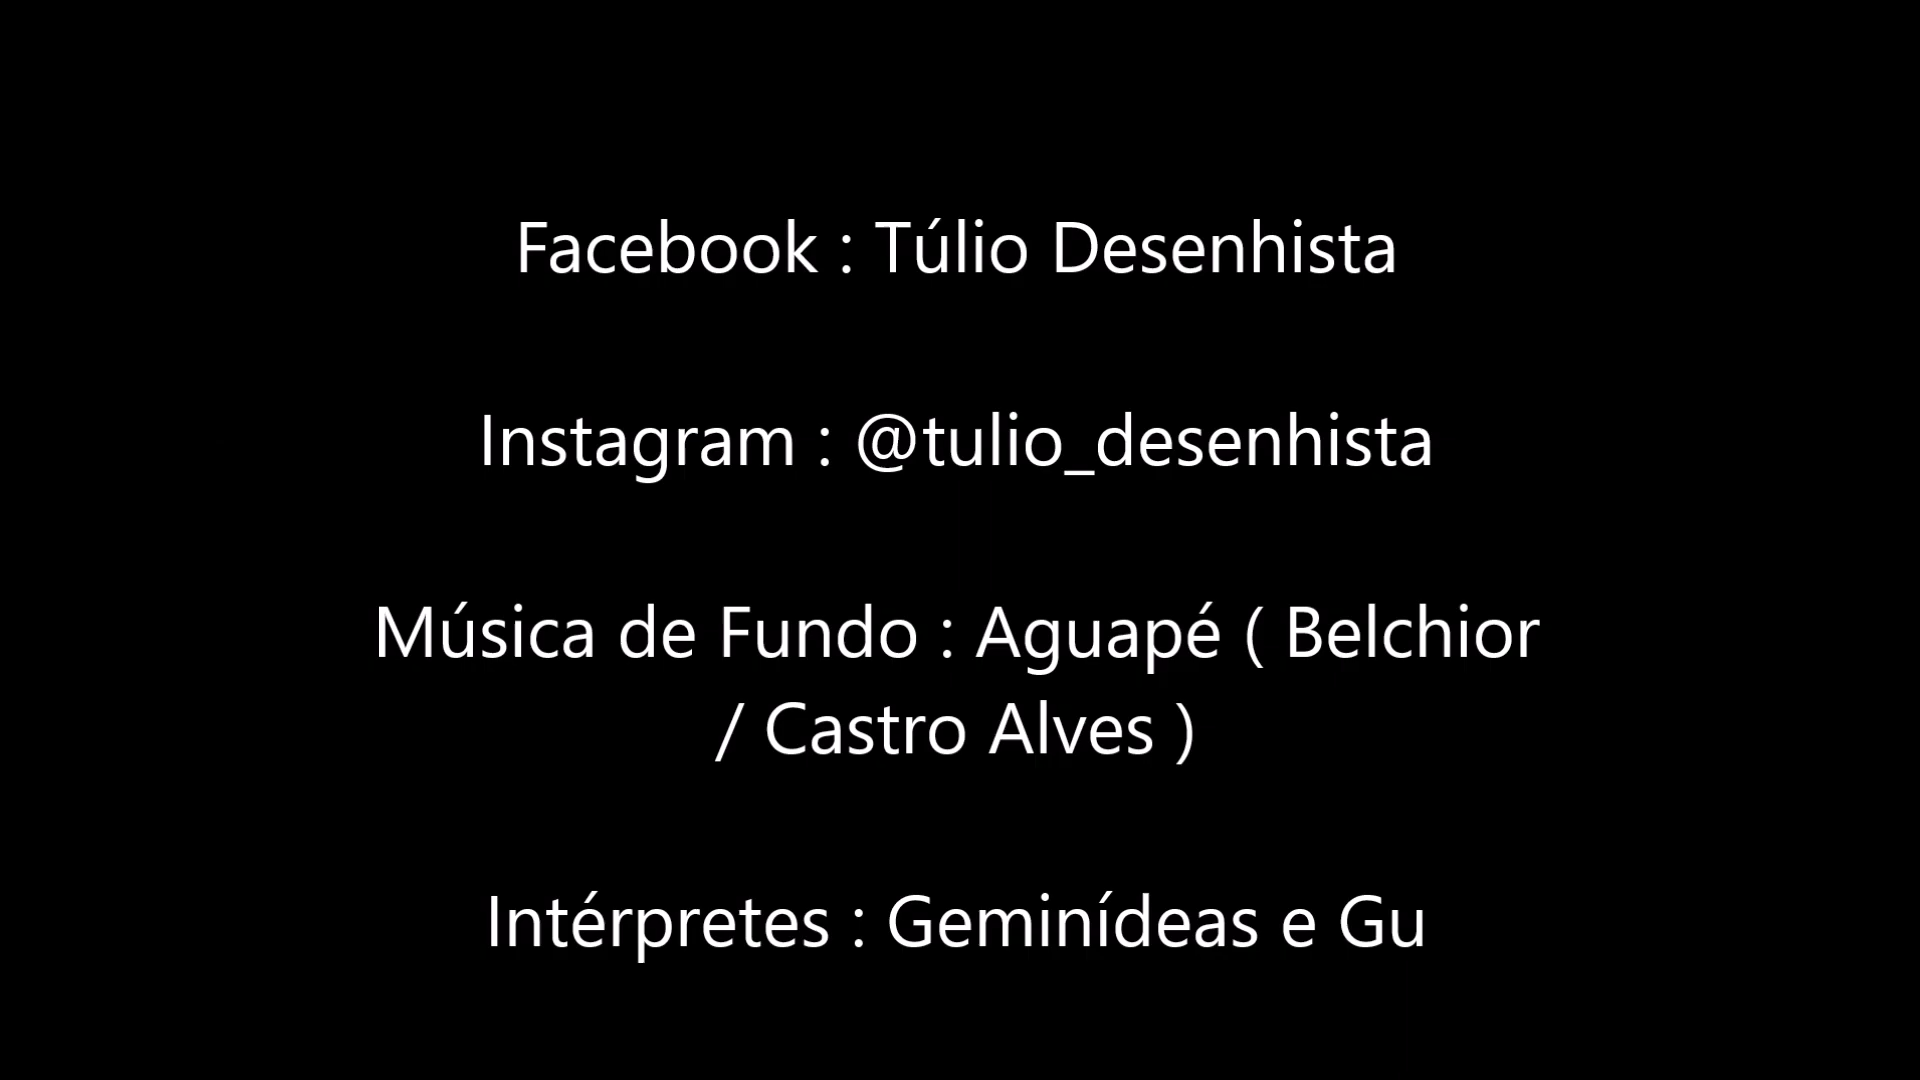 Facebook : Túlio Desenhista
Instagram : @tulio_desenhista
Música de Fundo : Aguapé ( Belchior
/ Castro Alves )
Intérpretes : Geminídeas e Gu